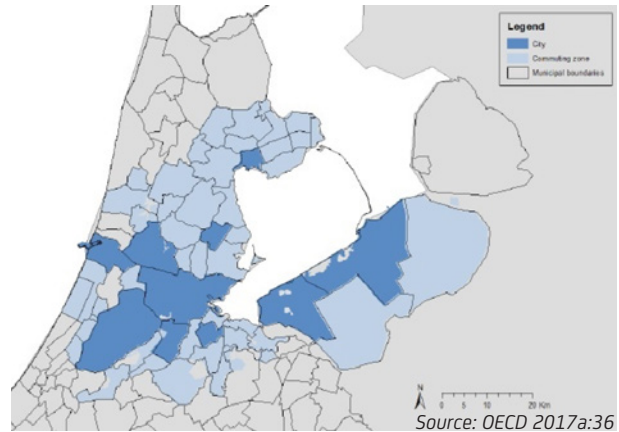 Legend
City
Commuting zone
Municipal boundaries
N
0 5 10 20 Km
Source: OECD 2017a:36